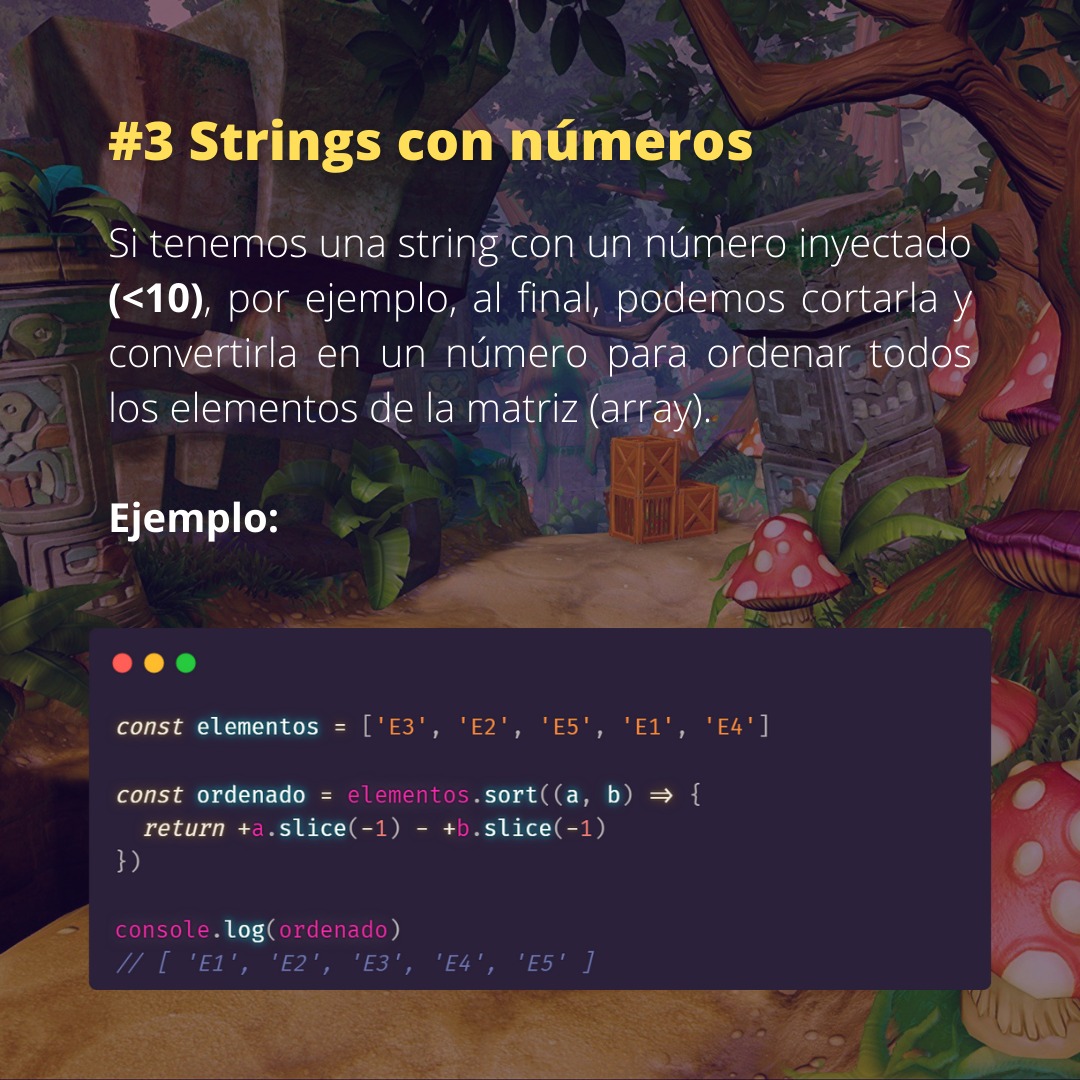 #3 Strings con números
Si tenemos una string con un número inyectado
(<10), por ejemplo, al final, podemos cortarla y
convertirla en un número para ordenar todos
los elementos de la matriz (array).
Ejemplo:
const elementos = ['E3', 'E2', 'E5', 'E1', 'E4']
const ordenado = elementos.sort((a, b) => {
  return +a.slice(-1) - +b.slice(-1)
})
console.log(ordenado)
// [ 'E1', 'E2', 'E3', 'E4', 'E5' ]